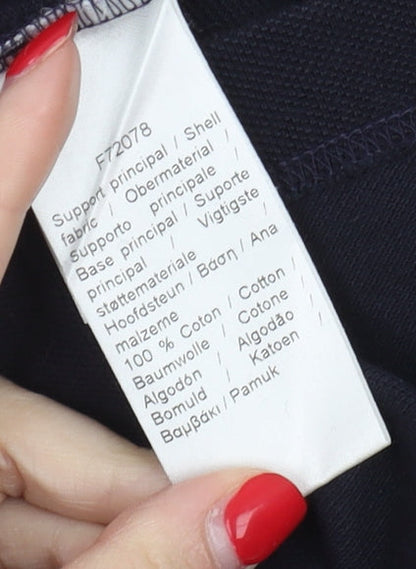 F72078
Support principal / Shell
fabric / Obermaterial /
supporto principale /
Base principal / Suporte
principal / Vigtigste
støttemateriale /
Hoofdsteun / Βάση / Ana
malzeme
100 % Coton / Cotton /
Baumwolle / Cotone /
Algodón / Algodão /
Bomuld / Katoen /
Βαμβάκι / Pamuk